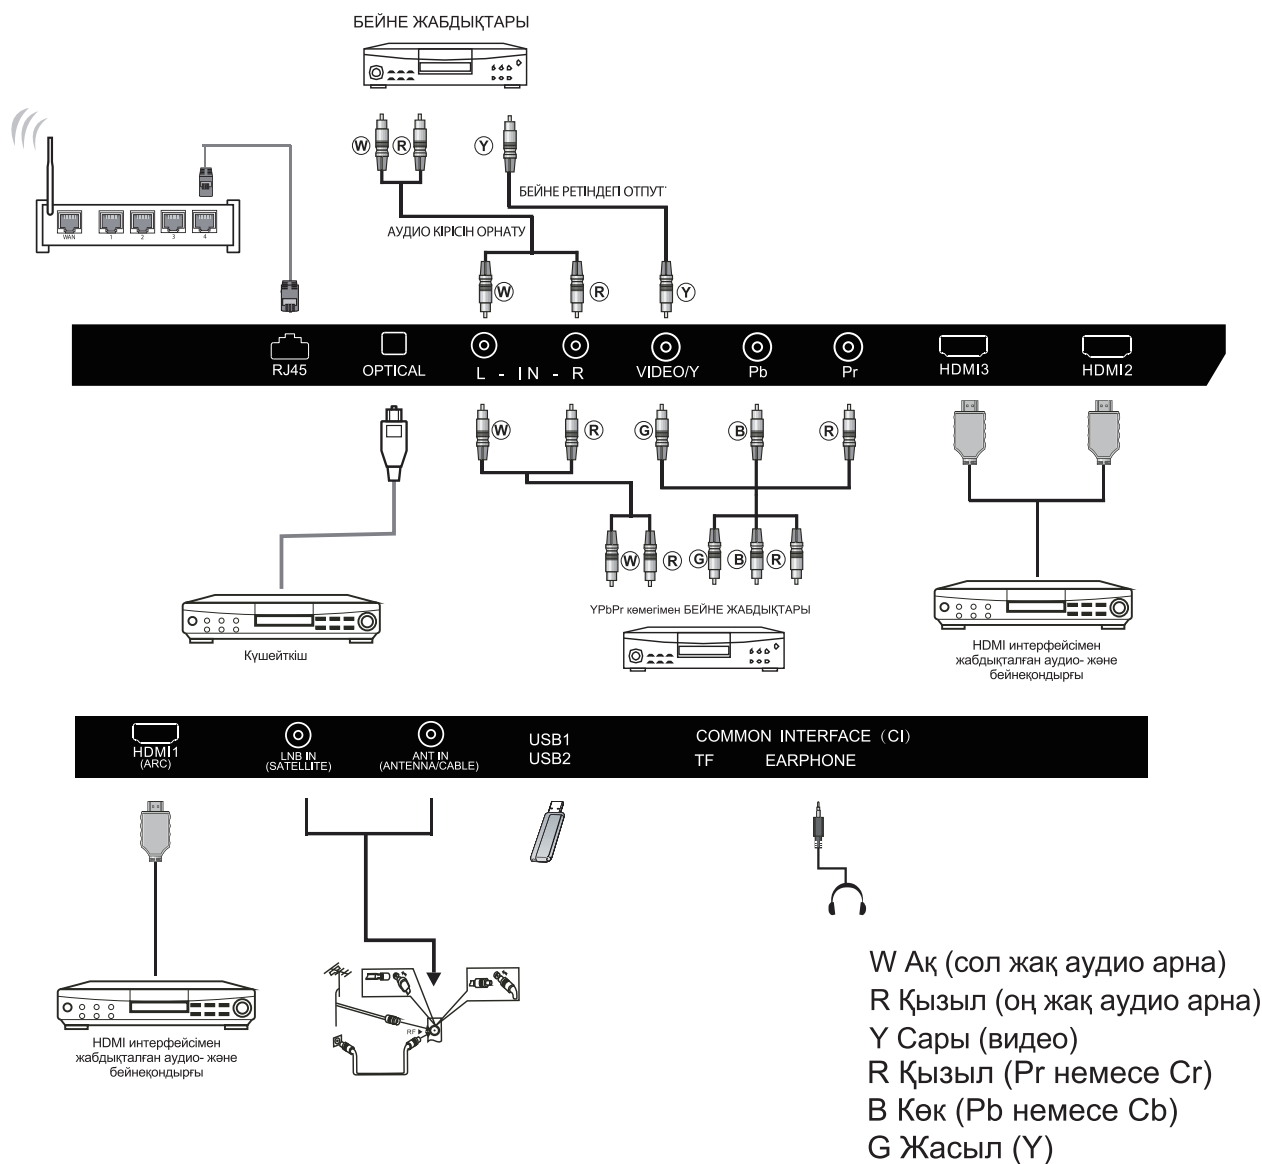 БЕЙНЕ ЖАБДЫҚТАРЫ
W R Y
БЕЙНЕ РЕТІНДЕГІ ОТПУТ
АУДИО КІРІСІН ОРНАТУ
WAN 1 2 3 4
W R Y
RJ45 OPTICAL L - IN - R VIDEO/Y Pb Pr HDMI3 HDMI2
W R G B R
W R G B R
YPbPr көмегімен БЕЙНЕ ЖАБДЫҚТАРЫ
Күшейткіш
HDMI интерфейсімен
жабдықталған аудио- және
бейнеқондырғы
HDMI1
(ARC)
LNB IN
(SATELLITE)
ANT IN
(ANTENNA/CABLE)
USB1
USB2
COMMON INTERFACE (CI)
TF EARPHONE
RF
HDMI интерфейсімен
жабдықталған аудио- және
бейнеқондырғы
W Ақ (сол жақ аудио арна)
R Қызыл (оң жақ аудио арна)
Y Сары (видео)
R Қызыл (Pr немесе Cr)
B Көк (Pb немесе Cb)
G Жасыл (Y)